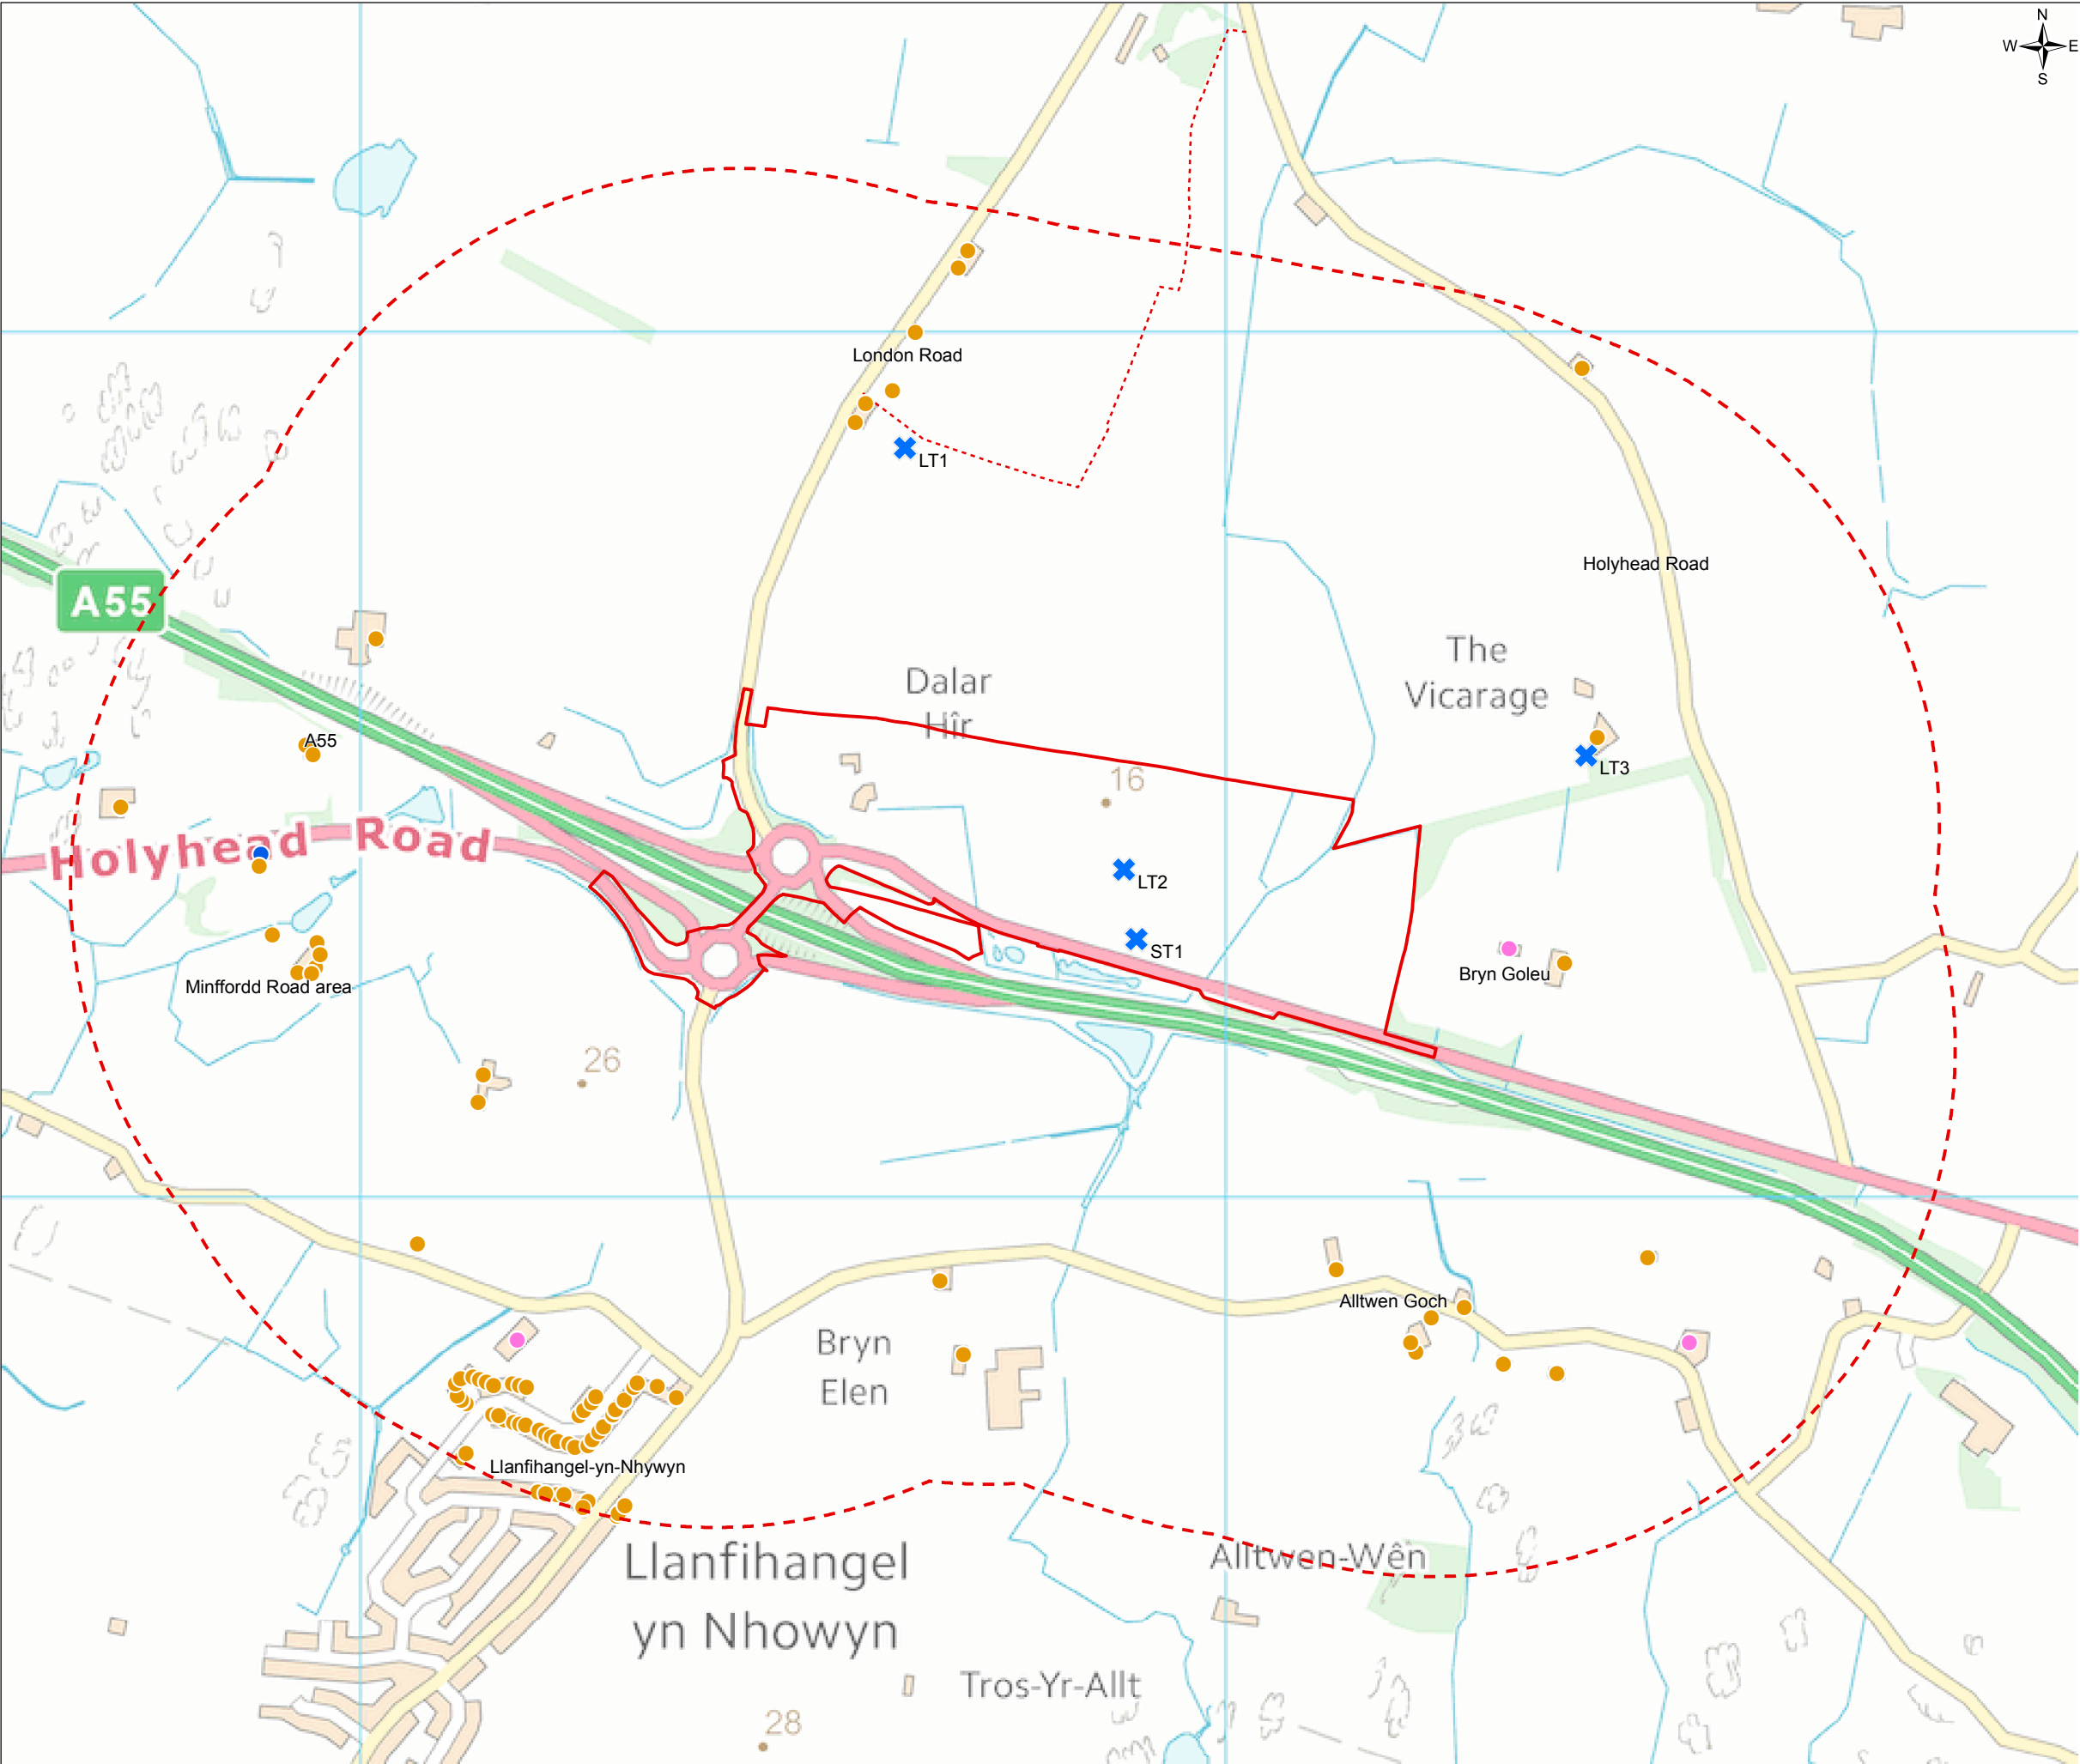 N
W E
S
London Road
LT1
A55
Holyhead Road
The
Vicarage
Dalar
Hîr
A55
LT3
16
Holyhead Road
LT2
ST1
Bryn Goleu
Minffordd Road area
26
Alltwen Goch
Bryn
Elen
Llanfihangel-yn-Nhywyn
Llanfihangel
yn Nhowyn
Alltwen-Wên
Tros-Yr-Allt
28